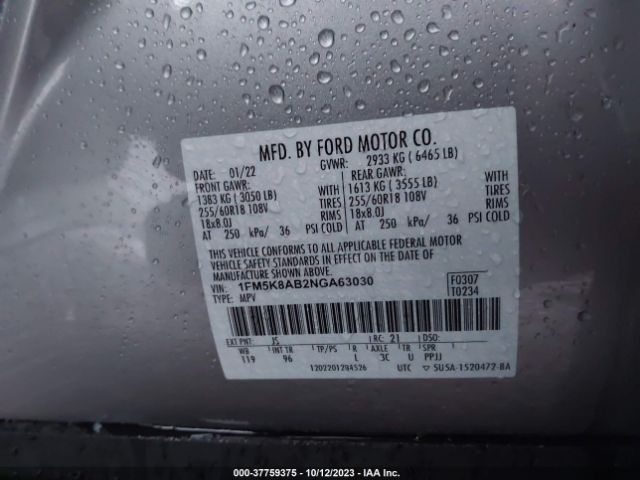 MFD. BY FORD MOTOR CO.
DATE: 01/22 GVWR: 2933 KG ( 6465 LB)
FRONT GAWR: REAR GAWR:
1383 KG ( 3050 LB) WITH 1613 KG ( 3555 LB) WITH
255/60R18 108V TIRES 255/60R18 108V TIRES
18x8.0J RIMS 18x8.0J RIMS
AT 250 kPa/ 36 PSI COLD AT 250 kPa/ 36 PSI COLD
THIS VEHICLE CONFORMS TO ALL APPLICABLE FEDERAL MOTOR
VEHICLE SAFETY STANDARDS IN EFFECT ON THE DATE OF
MANUFACTURE SHOWN ABOVE.
VIN: 1FM5K8AB2NGA63030 F0307
TYPE: MPV T0234
EXT PNT: JS RC: 21 DSO:
WB INT TR TP/PS R AXLE TR SPR
119 96 L 3C U PPJJ
UTC ▽ SU5A-1520472-BA
000-37759375 | 10/12/2023 | IAA Inc.